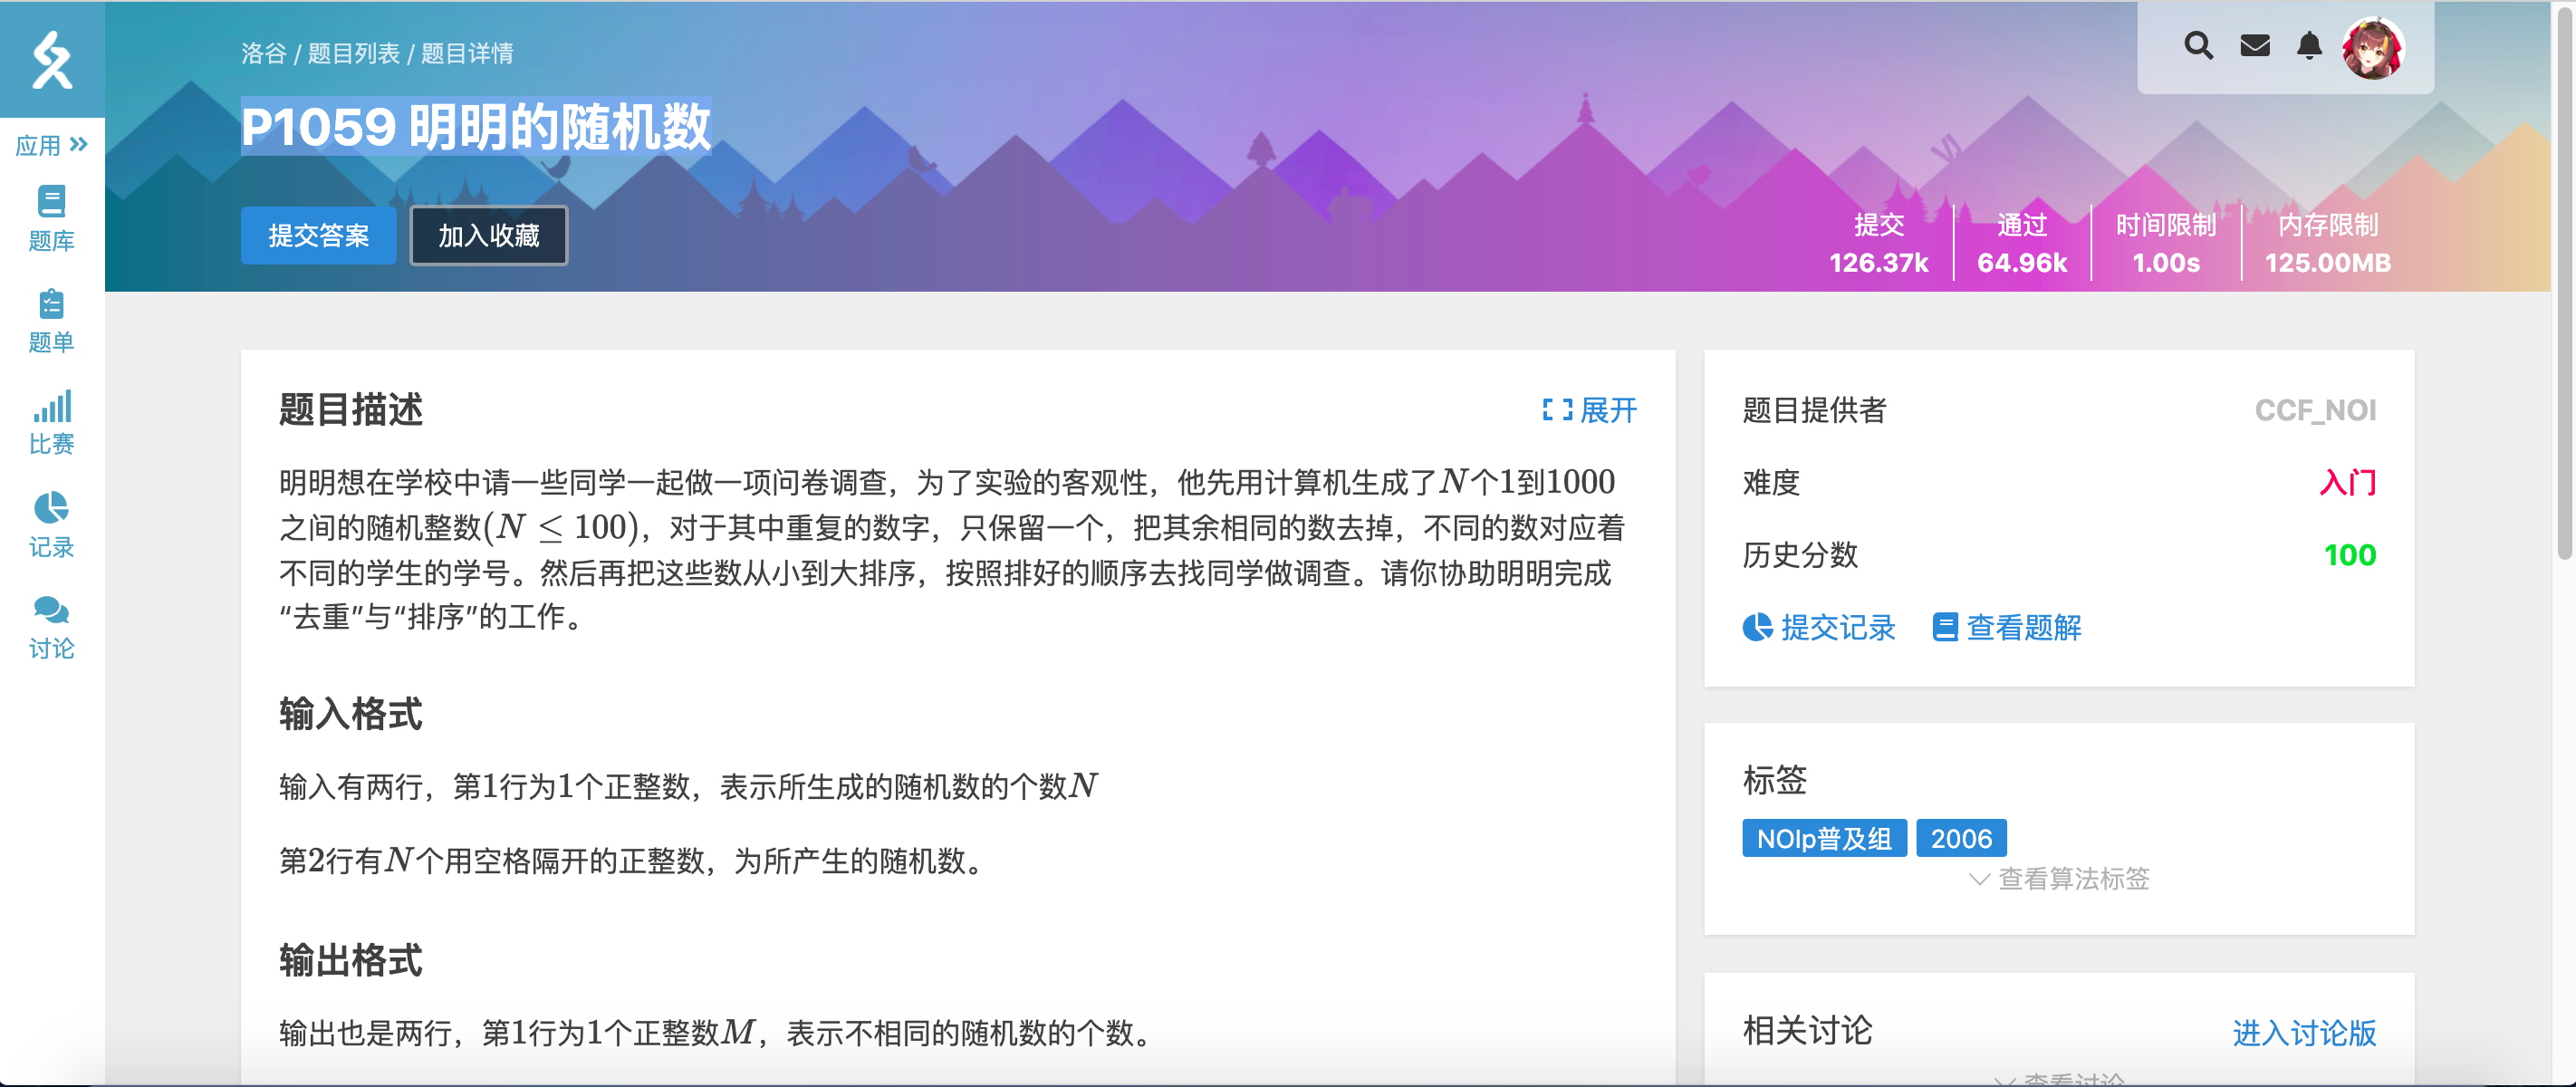 洛谷 / 题目列表 / 题目详情
P1059 明明的随机数
提交答案
加入收藏
提交
126.37k
通过
64.96k
时间限制
1.00s
内存限制
125.00MB
应用
题库
题单
比赛
记录
讨论
题目描述
展开
明明想在学校中请一些同学一起做一项问卷调查，为了实验的客观性，他先用计算机生成了N个1到1000
之间的随机整数(N ≤ 100)，对于其中重复的数字，只保留一个，把其余相同的数去掉，不同的数对应着
不同的学生的学号。然后再把这些数从小到大排序，按照排好的顺序去找同学做调查。请你协助明明完成
“去重”与“排序”的工作。
输入格式
输入有两行，第1行为1个正整数，表示所生成的随机数的个数N
第2行有N个用空格隔开的正整数，为所产生的随机数。
输出格式
输出也是两行，第1行为1个正整数M，表示不相同的随机数的个数。
题目提供者
CCF_NOI
难度
入门
历史分数
100
提交记录
查看题解
标签
NOIp普及组
2006
查看算法标签
相关讨论
进入讨论版
查看讨论